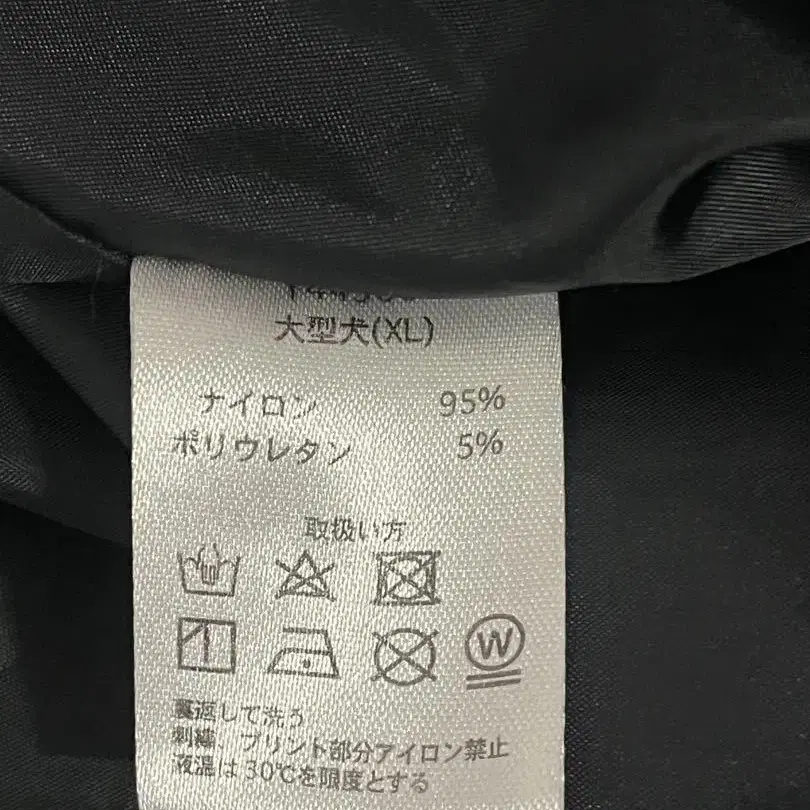 大型犬(XL)
ナイロン 95%
ポリウレタン 5%
取扱い方
W
裏返して洗う
刺繍、プリント部分アイロン禁止
液温は30℃を限度とする